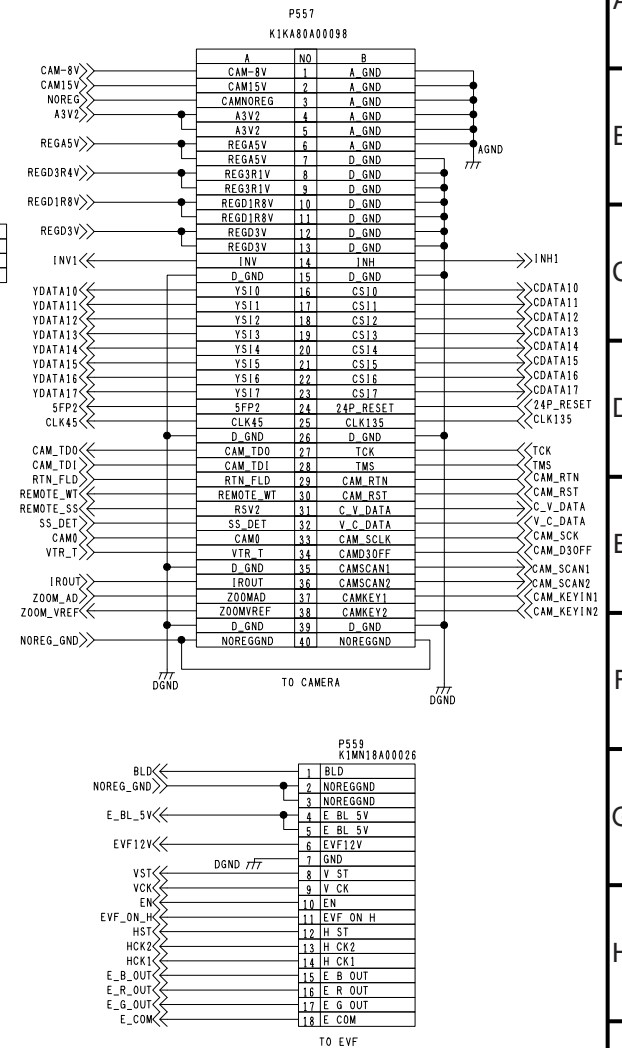 P557
K1KA80A00098
A NO B
CAM-8V CAM-8V 1 A_GND
CAM15V CAM15V 2 A_GND
NOREG CAMNOREG 3 A_GND
A3V2 A3V2 4 A_GND
A3V2 5 A_GND
REGA5V REGA5V 6 A_GND AGND
REGA5V 7 D_GND
REGD3R4V REG3R1V 8 D_GND
REG3R1V 9 D_GND
REGD1R8V REGD1R8V 10 D_GND
REGD1R8V 11 D_GND
REGD3V REGD3V 12 D_GND
REGD3V 13 D_GND
INV1 INV 14 INH INH1
D_GND 15 D_GND
YDATA10 YSI0 16 CSI0 CDATA10
YDATA11 YSI1 17 CSI1 CDATA11
YDATA12 YSI2 18 CSI2 CDATA12
YDATA13 YSI3 19 CSI3 CDATA13
YDATA14 YSI4 20 CSI4 CDATA14
YDATA15 YSI5 21 CSI5 CDATA15
YDATA16 YSI6 22 CSI6 CDATA16
YDATA17 YSI7 23 CSI7 CDATA17
5FP2 5FP2 24 24P_RESET 24P_RESET
CLK45 CLK45 25 CLK135 CLK135
D_GND 26 D_GND
CAM_TDO CAM_TDO 27 TCK TCK
CAM_TDI CAM_TDI 28 TMS TMS
RTN_FLD RTN_FLD 29 CAM_RTN CAM_RTN
REMOTE_WT REMOTE_WT 30 CAM_RST CAM_RST
REMOTE_SS RSV2 31 C_V_DATA C_V_DATA
SS_DET SS_DET 32 V_C_DATA V_C_DATA
CAM0 CAM0 33 CAM_SCLK CAM_SCK
VTR_T VTR_T 34 CAMD3OFF CAM_D3OFF
D_GND 35 CAMSCAN1 CAM_SCAN1
IROUT IROUT 36 CAMSCAN2 CAM_SCAN2
ZOOM_AD ZOOMAD 37 CAMKEY1 CAM_KEYIN1
ZOOM_VREF ZOOMVREF 38 CAMKEY2 CAM_KEYIN2
D_GND 39 D_GND
NOREG_GND NOREGGND 40 NOREGGND
DGND TO CAMERA DGND
P559
K1MN18A00026
BLD 1 BLD
NOREG_GND 2 NOREGGND
3 NOREGGND
E_BL_5V 4 E BL 5V
5 E BL 5V
EVF12V 6 EVF12V
DGND 7 GND
VST 8 V ST
VCK 9 V CK
EN 10 EN
EVF_ON_H 11 EVF ON H
HST 12 H ST
HCK2 13 H CK2
HCK1 14 H CK1
E_B_OUT 15 E B OUT
E_R_OUT 16 E R OUT
E_G_OUT 17 E G OUT
E_COM 18 E COM
TO EVF
D